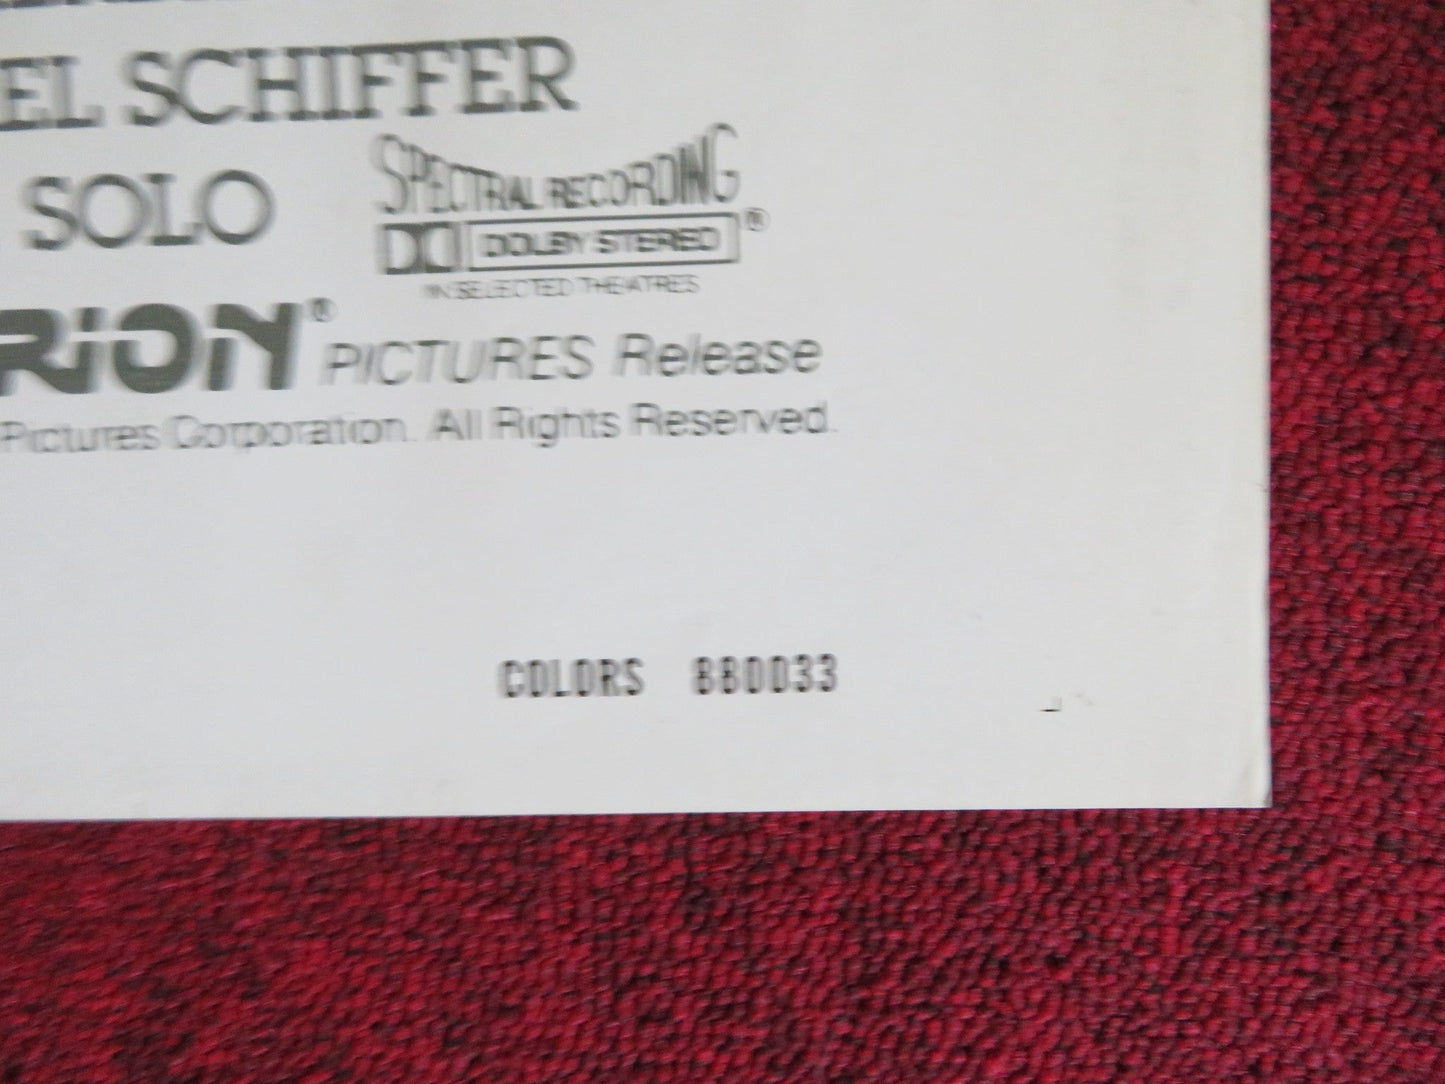 EL SCHIFFER
SOLO
SPECTRAL RECORDING
DOLBY STEREO ®
IN SELECTED THEATRES
RION® PICTURES Release
Pictures Corporation. All Rights Reserved.
COLORS 880033